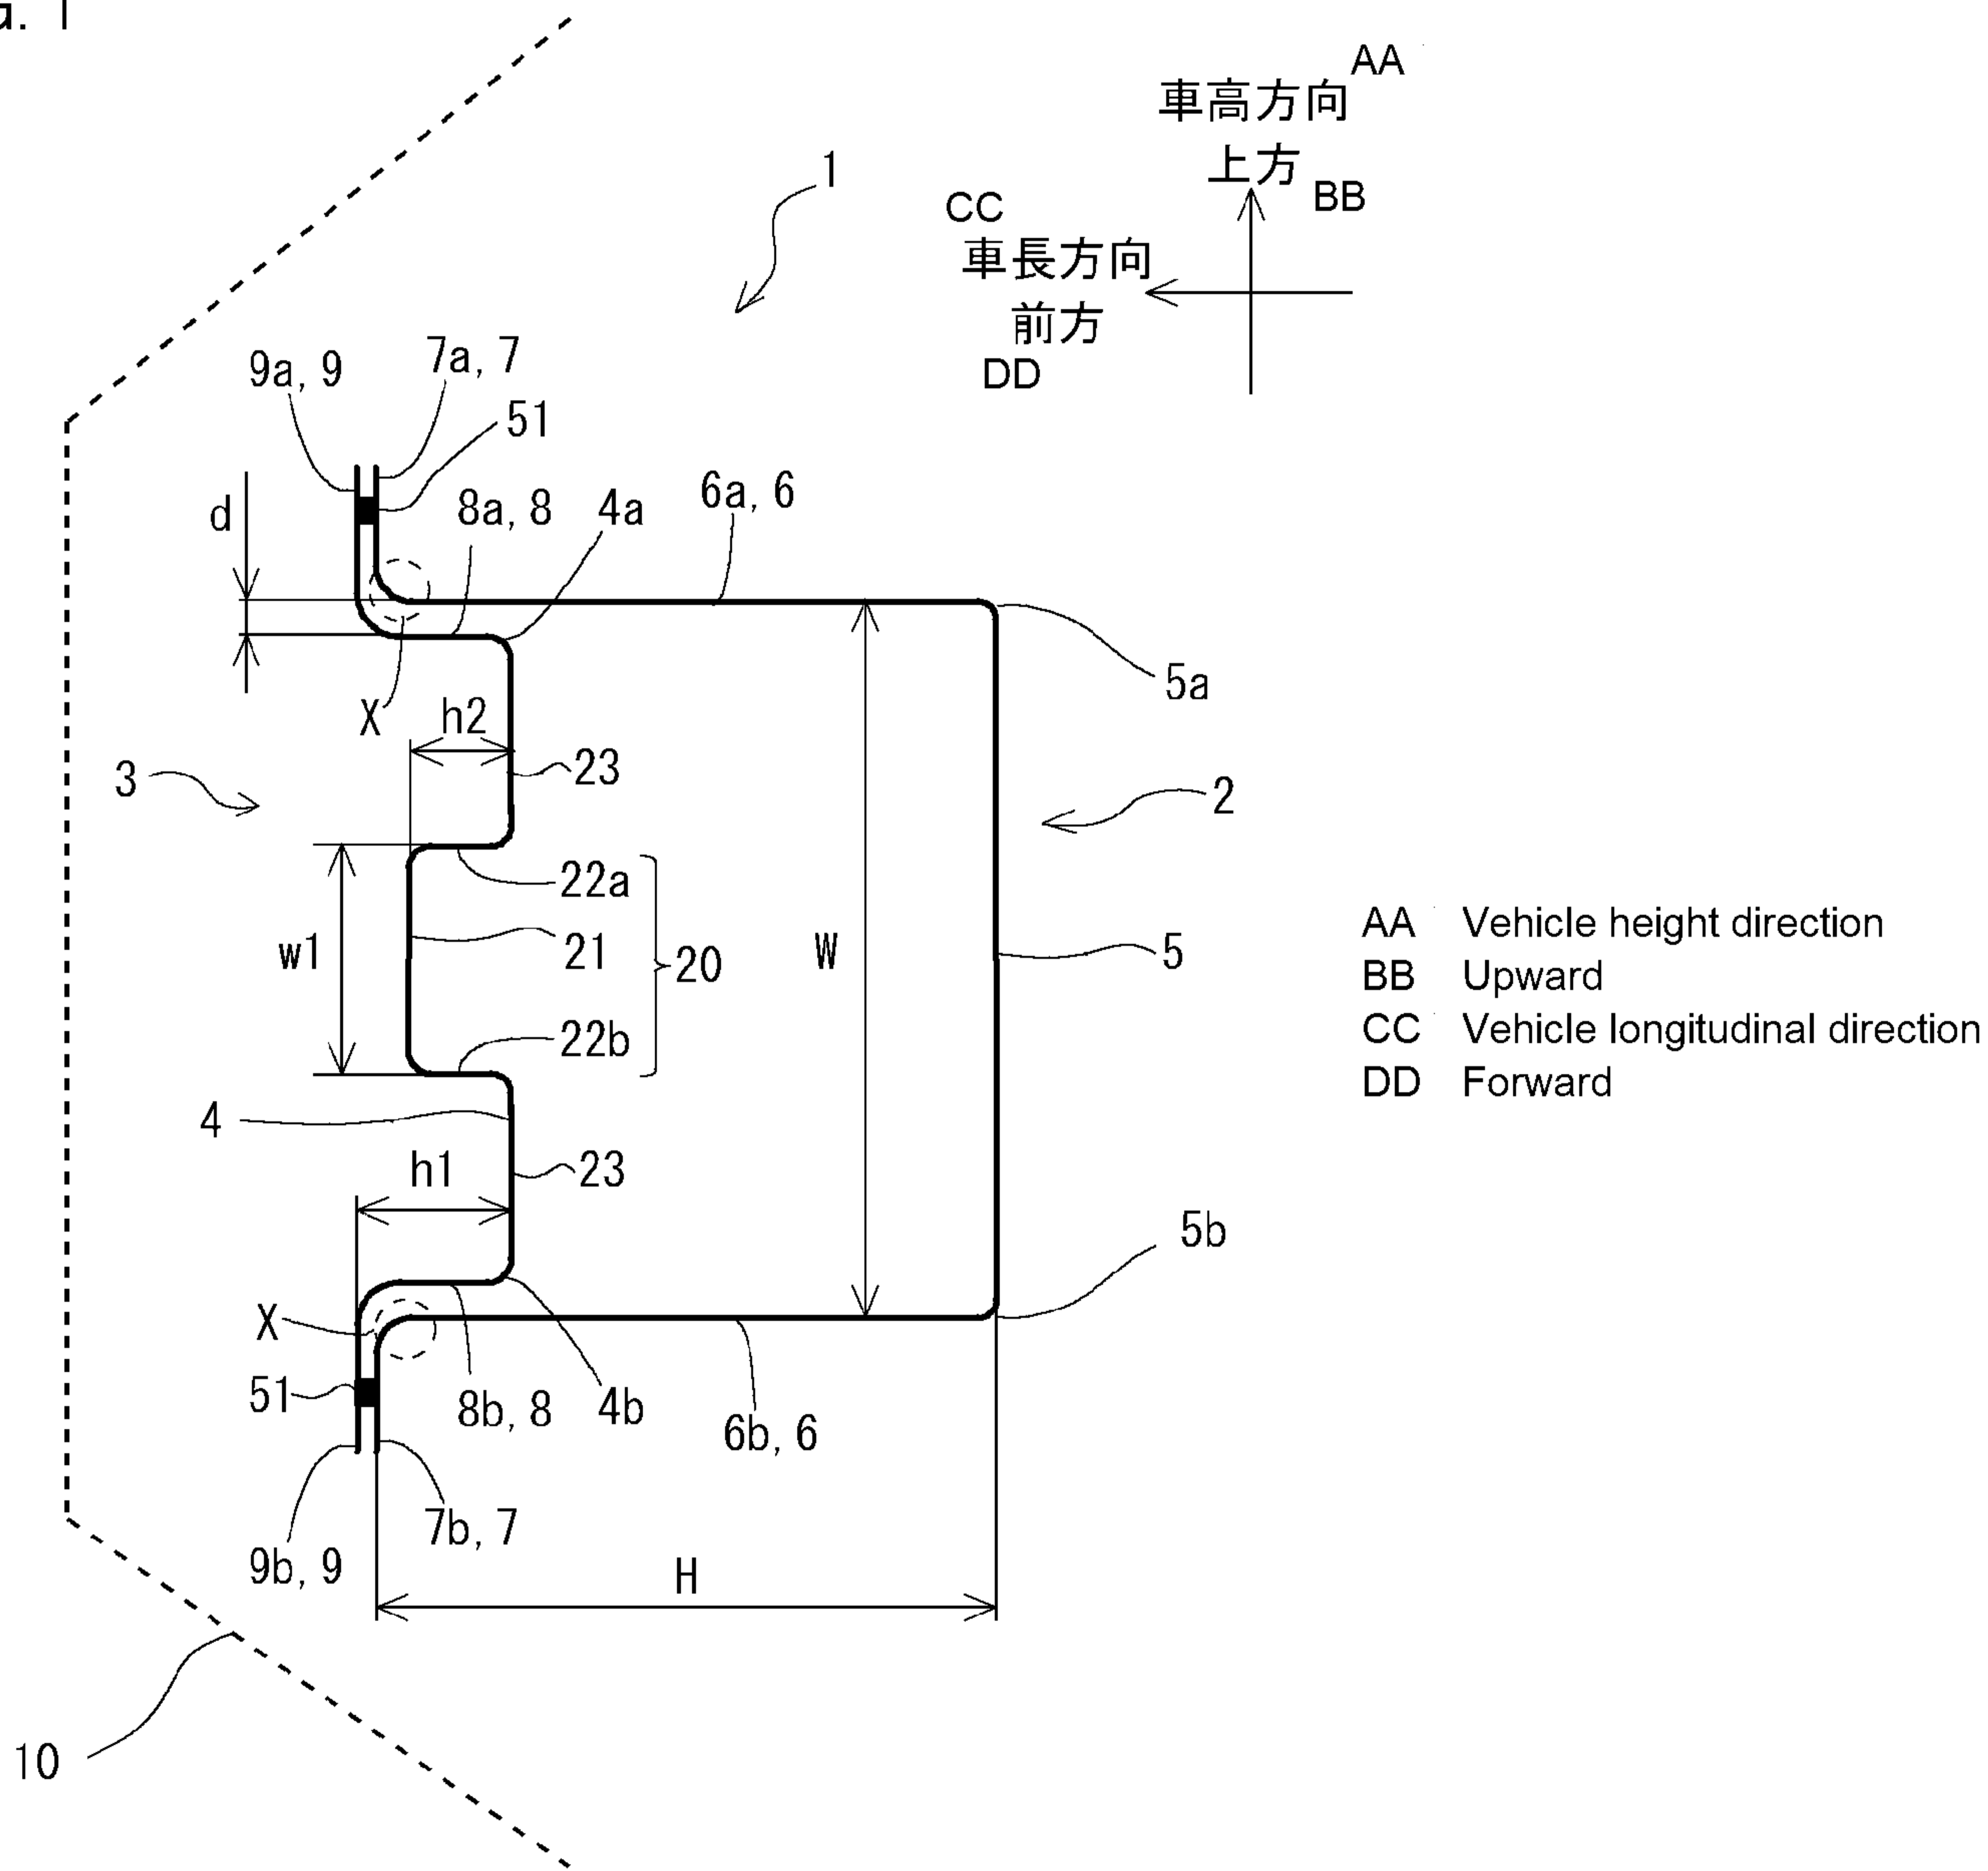 . 1
AA
車高方向
上方
BB
CC
車長方向
前方
DD
1
9a, 9
7a, 7
51
d
8a, 8
4a
6a, 6
5a
X
h2
23
3
2
22a
w1
21
20
W
5
22b
4
h1
23
5b
X
51
8b, 8
4b
6b, 6
7b, 7
9b, 9
H
10
AA Vehicle height direction
BB Upward
CC Vehicle longitudinal direction
DD Forward